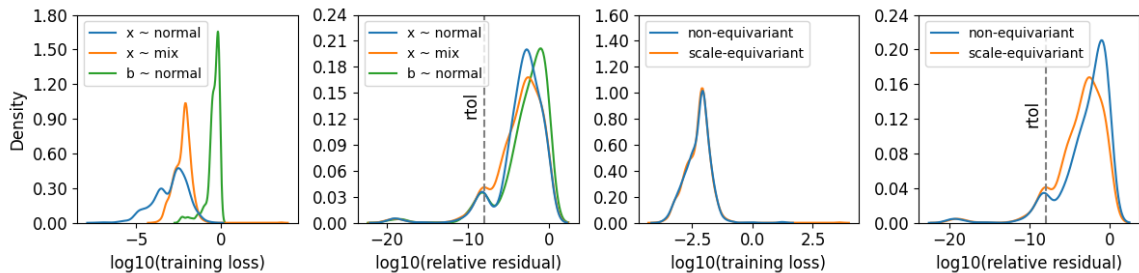 Density
1.80
1.50
1.20
0.90
0.60
0.30
0.00
x ~ normal
x ~ mix
b ~ normal
−5
0
log10(training loss)
0.24
0.21
0.18
0.15
0.12
0.09
0.06
0.03
0.00
x ~ normal
x ~ mix
b ~ normal
rtol
−20
−10
0
log10(relative residual)
1.60
1.40
1.20
1.00
0.80
0.60
0.40
0.20
0.00
non-equivariant
scale-equivariant
−2.5
0.0
2.5
log10(training loss)
0.24
0.20
0.16
0.12
0.08
0.04
0.00
non-equivariant
scale-equivariant
rtol
−20
−10
0
log10(relative residual)